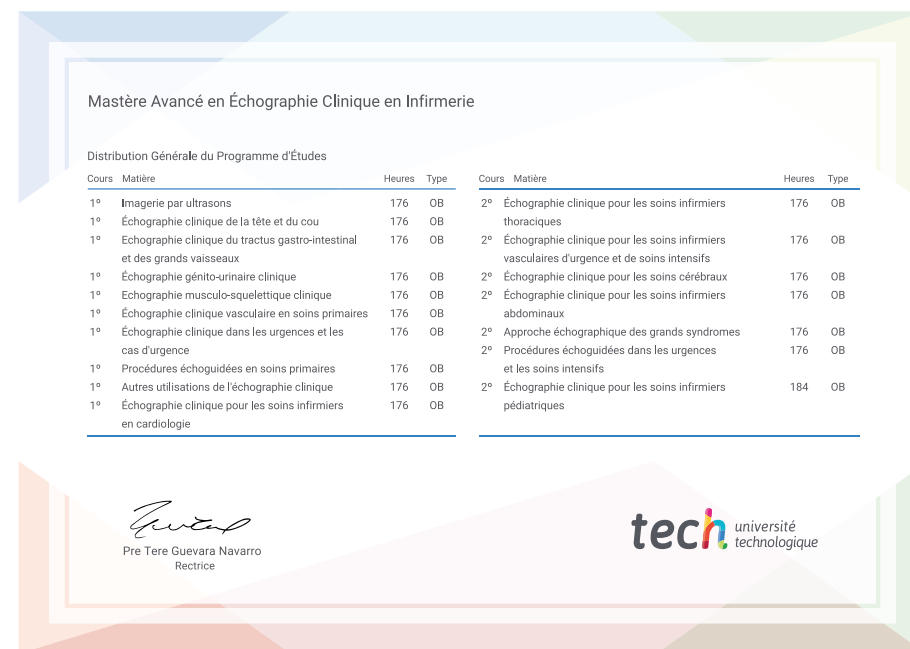 Mastère Avancé en Échographie Clinique en Infirmerie
Distribution Générale du Programme d'Études
Cours Matière Heures Type
1º Imagerie par ultrasons 176 OB
1º Échographie clinique de la tête et du cou 176 OB
1º Echographie clinique du tractus gastro-intestinal 176 OB
et des grands vaisseaux
1º Échographie génito-urinaire clinique 176 OB
1º Echographie musculo-squelettique clinique 176 OB
1º Échographie clinique vasculaire en soins primaires 176 OB
1º Échographie clinique dans les urgences et les 176 OB
cas d'urgence
1º Procédures échoguidées en soins primaires 176 OB
1º Autres utilisations de l'échographie clinique 176 OB
1º Échographie clinique pour les soins infirmiers 176 OB
en cardiologie
Cours Matière Heures Type
2º Échographie clinique pour les soins infirmiers 176 OB
thoraciques
2º Échographie clinique pour les soins infirmiers 176 OB
vasculaires d'urgence et de soins intensifs
2º Échographie clinique pour les soins cérébraux 176 OB
2º Échographie clinique pour les soins infirmiers 176 OB
abdominaux
2º Approche échographique des grands syndromes 176 OB
2º Procédures échoguidées dans les urgences 176 OB
et les soins intensifs
2º Échographie clinique pour les soins infirmiers 184 OB
pédiatriques
Pre Tere Guevara Navarro
Rectrice
tech université
technologique